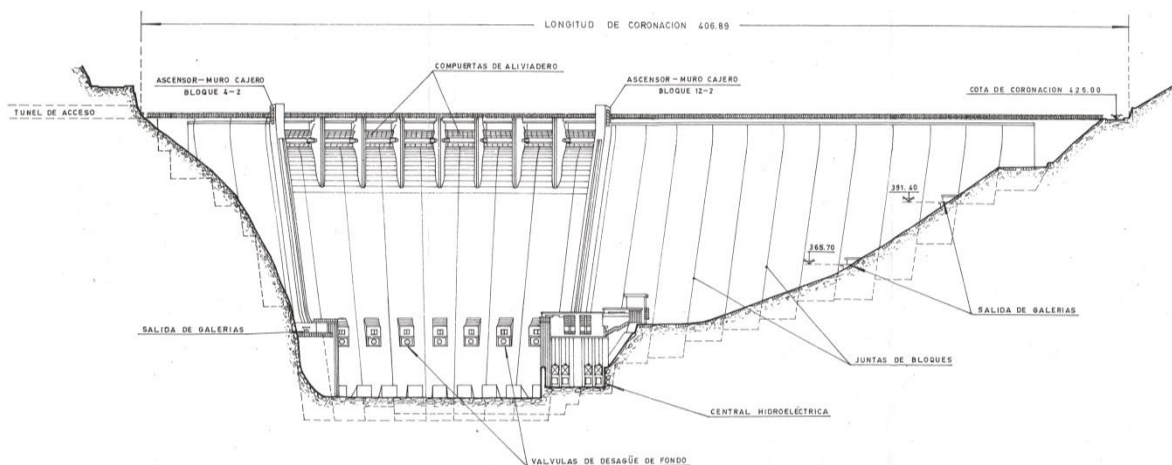 LONGITUD DE CORONACION 406.89
COMPUERTAS DE ALIVIADERO
ASCENSOR-MURO CAJERO
BLOQUE 4-2
ASCENSOR-MURO CAJERO
BLOQUE 12-2
COTA DE CORONACION 425.00
TUNEL DE ACCESO
391.40
368.70
SALIDA DE GALERIAS
SALIDA DE GALERIAS
JUNTAS DE BLOQUES
CENTRAL HIDROELÉCTRICA
VALVULAS DE DESAGÜE DE FONDO